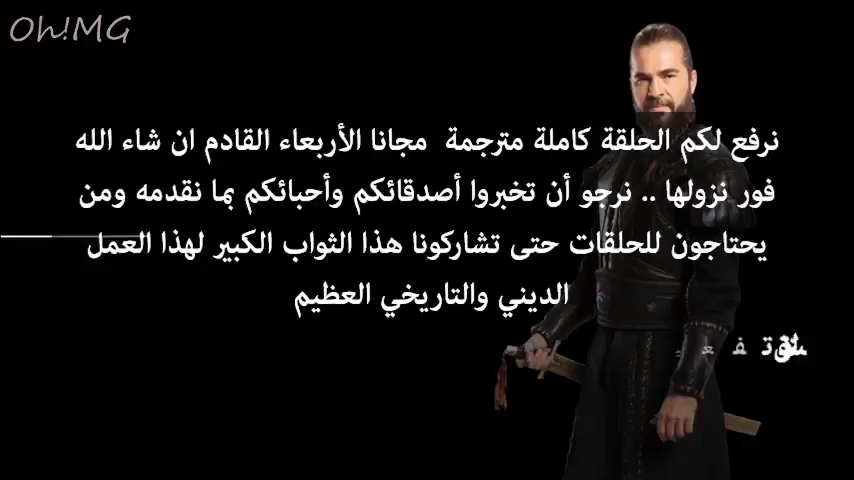 Oh!MG
نرفع لكم الحلقة كاملة مترجمة مجانا الأربعاء القادم ان شاء الله
فور نزولها .. نرجو أن تخبروا أصدقائكم وأحبائكم بما نقدمه ومن
يحتاجون للحلقات حتى تشاركونا هذا الثواب الكبير لهذا العمل
الديني والتاريخي العظيم